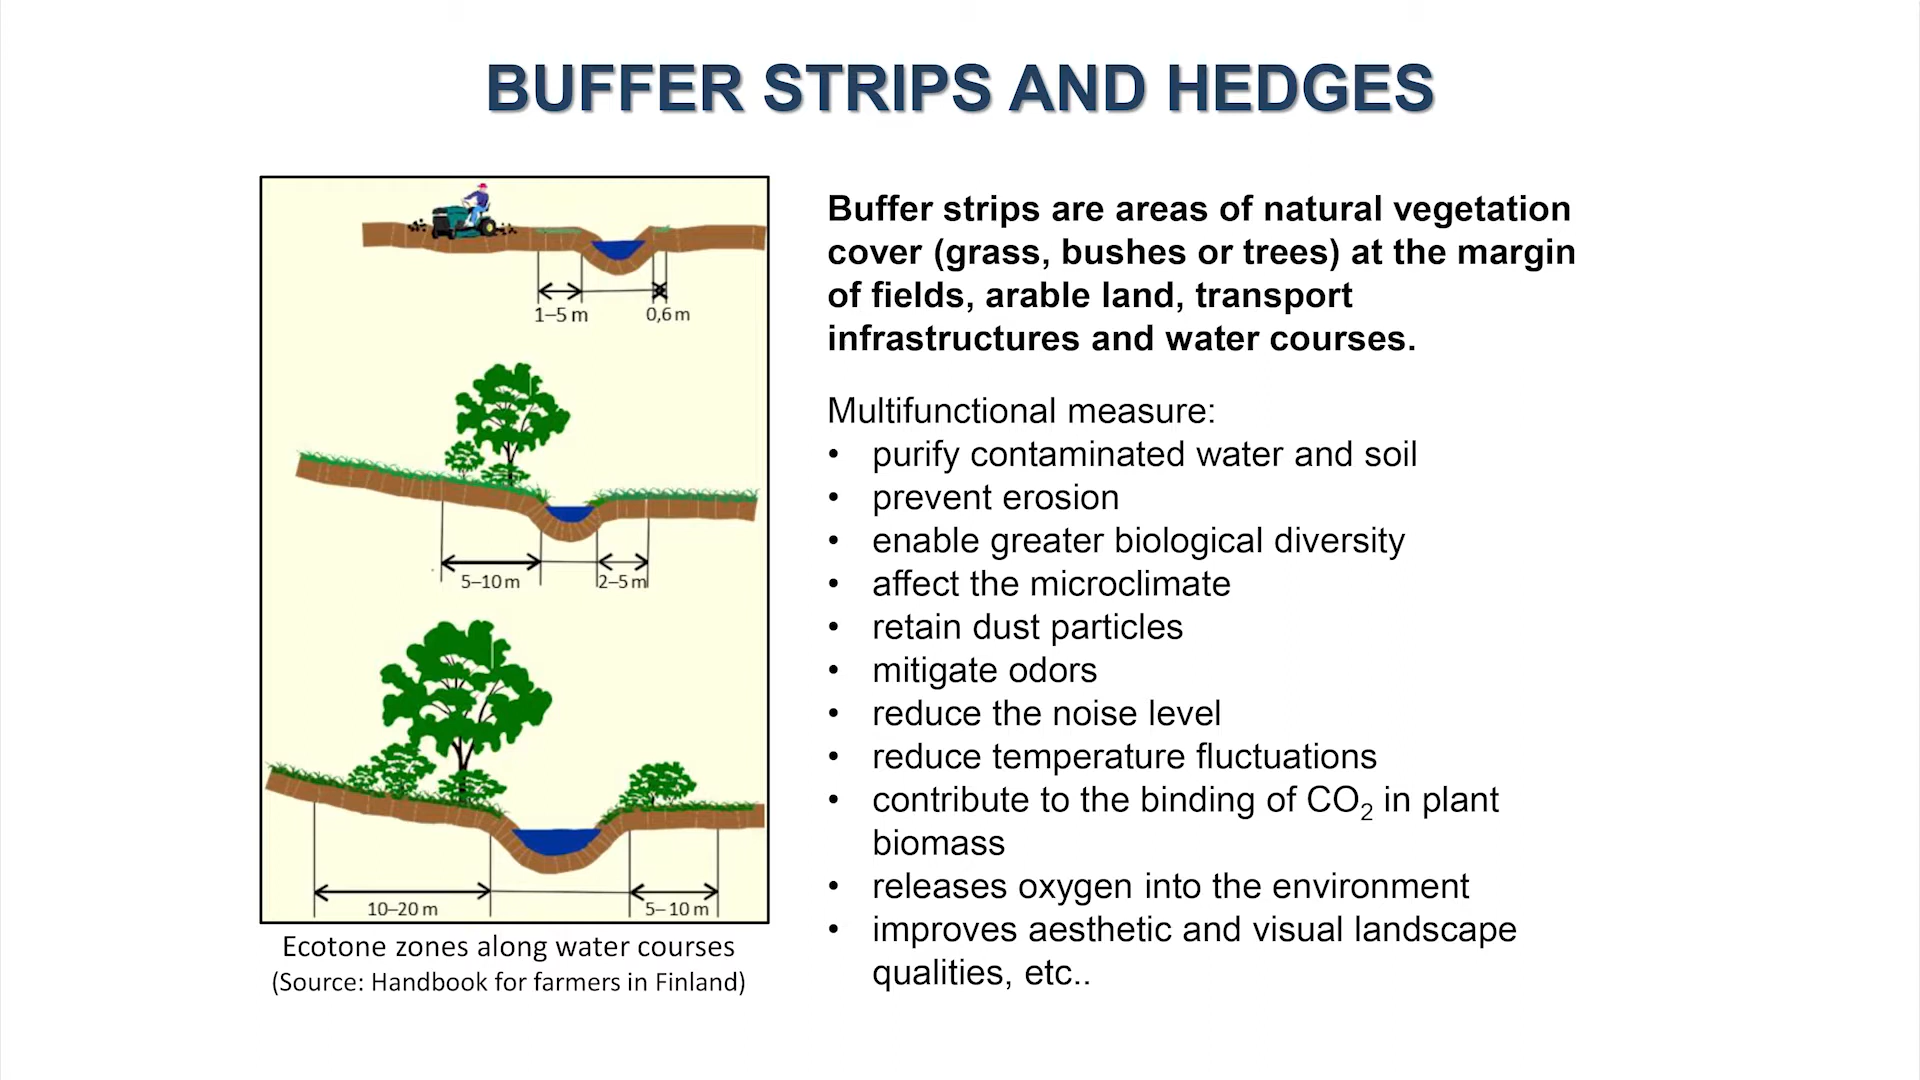 BUFFER STRIPS AND HEDGES
1–5 m
0,6 m
5–10 m
2–5 m
10–20 m
5–10 m
Ecotone zones along water courses
(Source: Handbook for farmers in Finland)
Buffer strips are areas of natural vegetation
cover (grass, bushes or trees) at the margin
of fields, arable land, transport
infrastructures and water courses.
Multifunctional measure:
• purify contaminated water and soil
• prevent erosion
• enable greater biological diversity
• affect the microclimate
• retain dust particles
• mitigate odors
• reduce the noise level
• reduce temperature fluctuations
• contribute to the binding of CO₂ in plant
biomass
• releases oxygen into the environment
• improves aesthetic and visual landscape
qualities, etc..